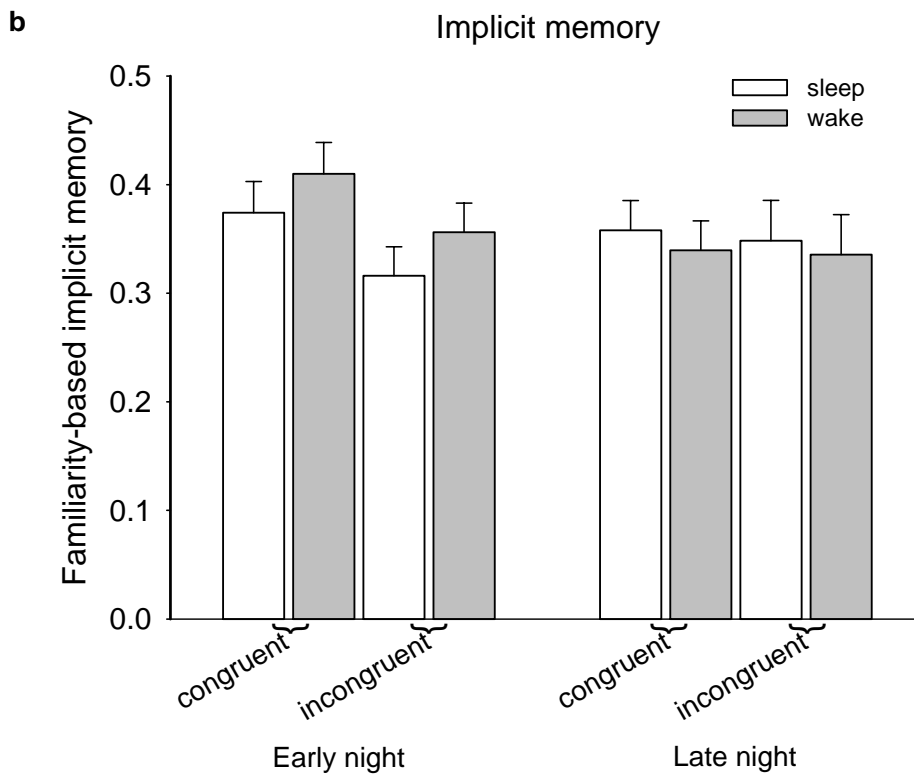 b
Implicit memory
Familiarity-based implicit memory
0.5
0.4
0.3
0.2
0.1
0.0
sleep
wake
congruent
incongruent
congruent
incongruent
Early night
Late night